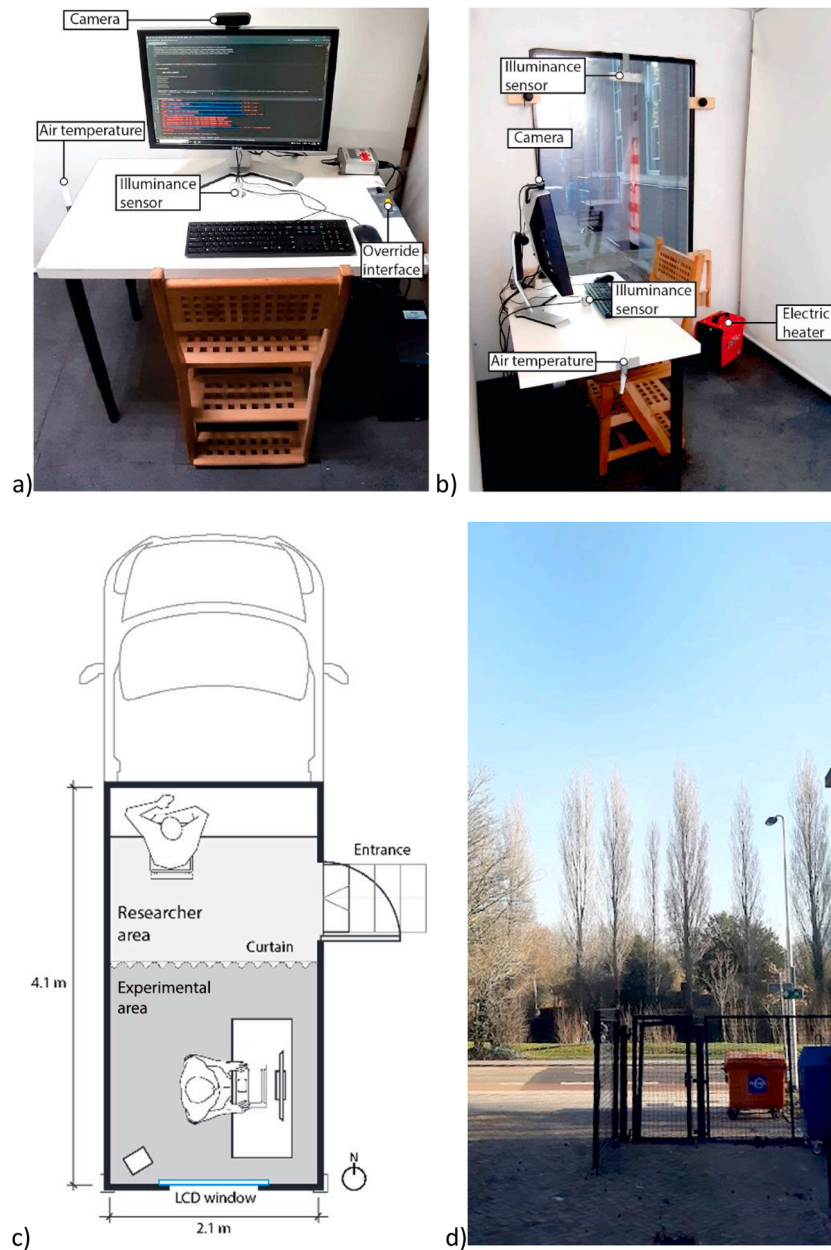 Camera
Air temperature
Illuminance
sensor
Override
interface
DELL
a)
Illuminance
sensor
Camera
Illuminance
sensor
Air temperature
Electric
heater
b)
Entrance
Researcher
area
Curtain
4.1 m
Experimental
area
N
LCD window
2.1 m
c)
d)